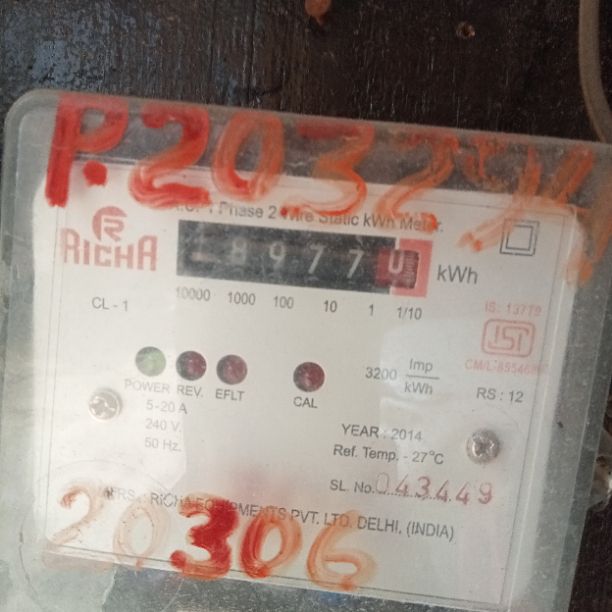 RICHA
A.C. 1 Phase 2 Wire Static kWh Meter.
8977 0 kWh
CL - 1
10000 1000 100 10 1 1/10
IS : 13779
ISI
3200 Imp/kWh
POWER REV. EFLT CAL
RS : 12
5-20 A
240 V.
50 Hz.
YEAR : 2014
Ref. Temp. - 27°C
SL. No. 043449
MFRS : RICHA EQUIPMENTS PVT. LTD. DELHI, (INDIA)
20306